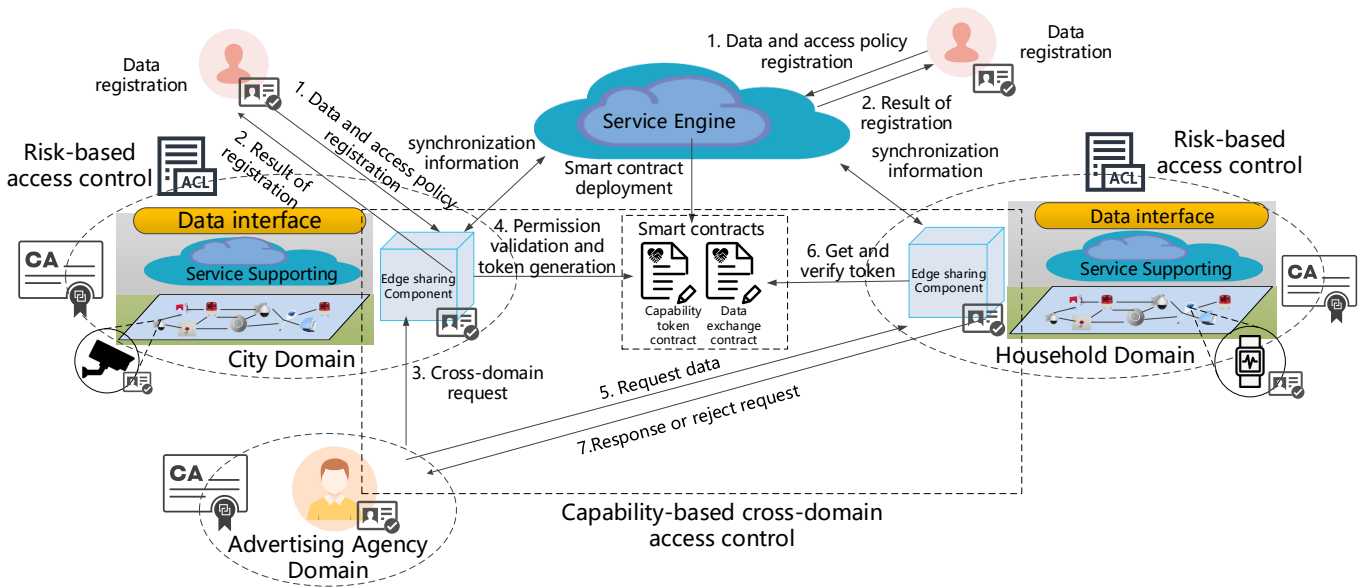 Data
registration
1. Data and access policy
registration
2. Result of
registration
Risk-based
access control
ACL
synchronization
information
Service Engine
Smart contract
deployment
1. Data and access policy
registration
Data
registration
2. Result of
registration
synchronization
information
Risk-based
access control
ACL
Data interface
Service Supporting
CA
City Domain
Edge sharing
Component
4. Permission
validation and
token generation
Smart contracts
Capability
token
contract
Data
exchange
contract
6. Get and
verify token
Edge sharing
Component
Data interface
Service Supporting
CA
Household Domain
3. Cross-domain
request
5. Request data
7.Response or reject request
CA
Advertising Agency
Domain
Capability-based cross-domain
access control